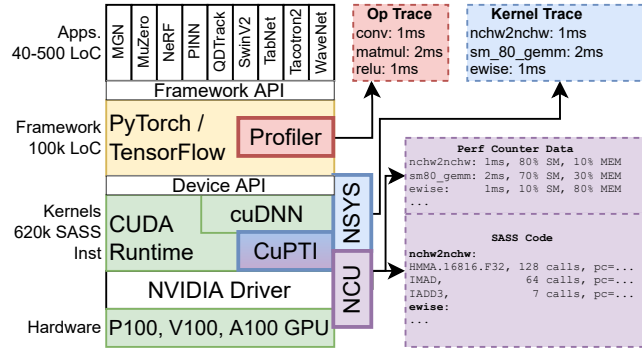 Apps.
40-500 LoC
MGN
MuZero
NeRF
PINN
QDTrack
SwinV2
TabNet
Tacotron2
WaveNet
Framework API
Framework
100k LoC
PyTorch /
TensorFlow
Profiler
Device API
Kernels
620k SASS
Inst
CUDA
Runtime
cuDNN
CuPTI
NSYS
NCU
NVIDIA Driver
Hardware
P100, V100, A100 GPU
Op Trace
conv: 1ms
matmul: 2ms
relu: 1ms
Kernel Trace
nchw2nchw: 1ms
sm_80_gemm: 2ms
ewise: 1ms
Perf Counter Data
nchw2nchw: 1ms, 80% SM, 10% MEM
sm80_gemm: 2ms, 70% SM, 30% MEM
ewise: 1ms, 10% SM, 80% MEM
...
SASS Code
nchw2nchw:
HMMA.16816.F32, 128 calls, pc=...
IMAD, 64 calls, pc=...
IADD3, 7 calls, pc=...
ewise:
...